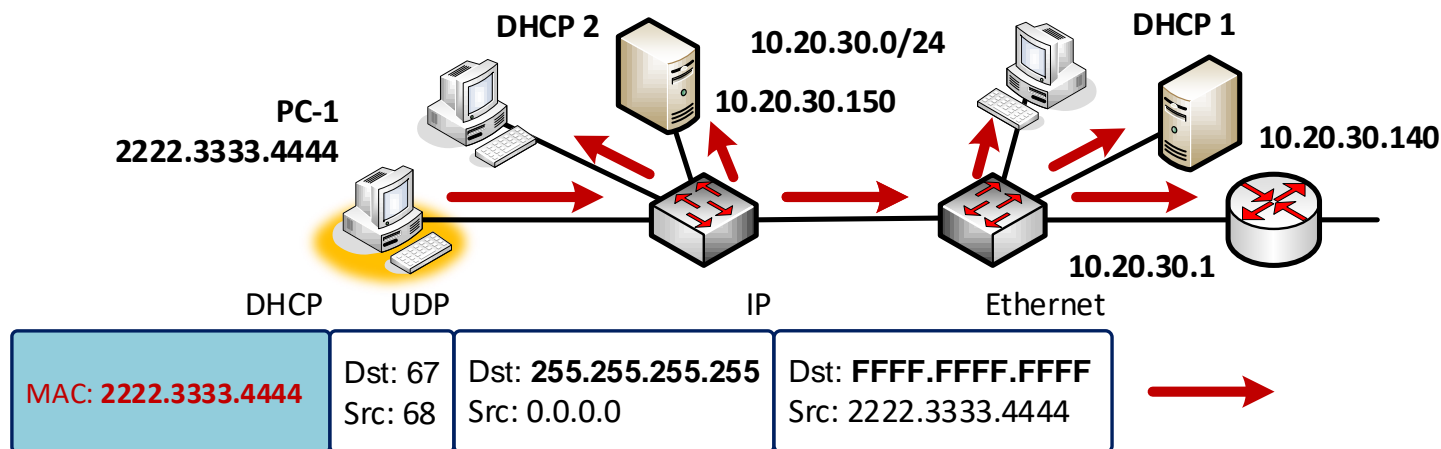 DHCP 2
10.20.30.0/24
DHCP 1
10.20.30.150
PC-1
2222.3333.4444
10.20.30.140
10.20.30.1
DHCP UDP IP Ethernet
MAC: 2222.3333.4444
Dst: 67
Src: 68
Dst: 255.255.255.255
Src: 0.0.0.0
Dst: FFFF.FFFF.FFFF
Src: 2222.3333.4444